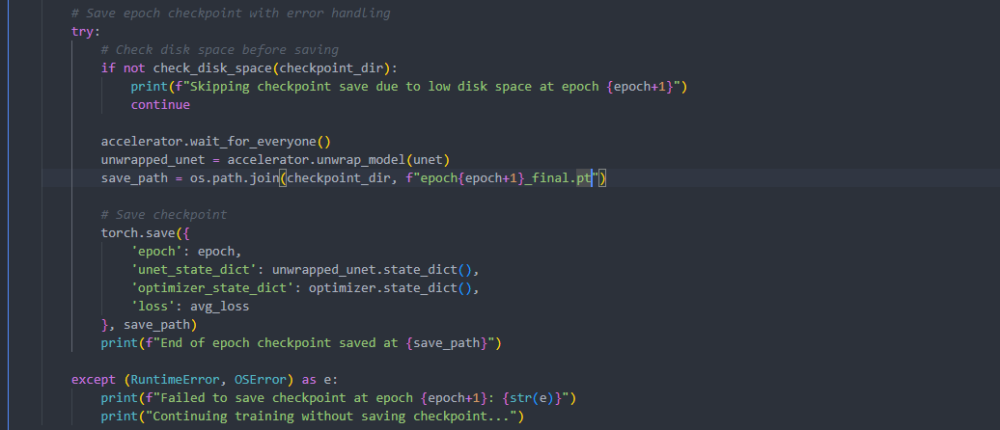 # Save epoch checkpoint with error handling
try:
# Check disk space before saving
if not check_disk_space(checkpoint_dir):
print(f"Skipping checkpoint save due to low disk space at epoch {epoch+1}")
continue
accelerator.wait_for_everyone()
unwrapped_unet = accelerator.unwrap_model(unet)
save_path = os.path.join(checkpoint_dir, f"epoch{epoch+1}_final.pt")
# Save checkpoint
torch.save({
'epoch': epoch,
'unet_state_dict': unwrapped_unet.state_dict(),
'optimizer_state_dict': optimizer.state_dict(),
'loss': avg_loss
}, save_path)
print(f"End of epoch checkpoint saved at {save_path}")
except (RuntimeError, OSError) as e:
print(f"Failed to save checkpoint at epoch {epoch+1}: {str(e)}")
print("Continuing training without saving checkpoint...")